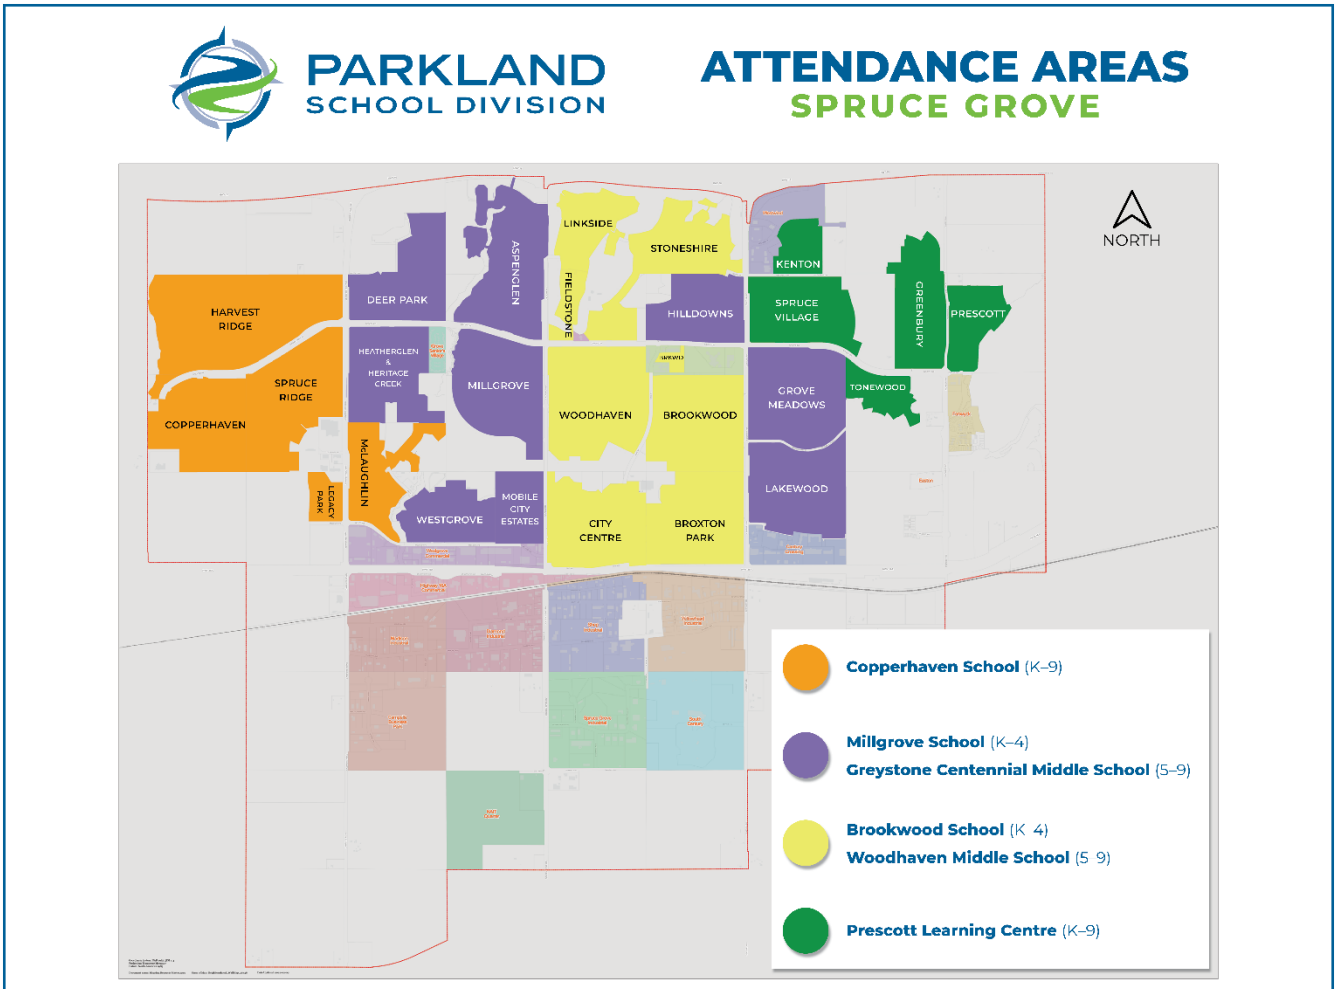 PARKLAND
SCHOOL DIVISION
ATTENDANCE AREAS
SPRUCE GROVE
NORTH
LINKSIDE
STONESHIRE
ASPENGLEN
FIELDSTONE
KENTON
DEER PARK
HILLDOWNS
SPRUCE
VILLAGE
GREENBURY
PRESCOTT
HARVEST
RIDGE
HEATHERGLEN
&
HERITAGE
CREEK
MILLGROVE
SPRUCE
RIDGE
COPPERHAVEN
WOODHAVEN
BROOKWOOD
GROVE
MEADOWS
TONEWOOD
McLAUGHLIN
LEGACY
PARK
WESTGROVE
MOBILE
CITY
ESTATES
CITY
CENTRE
BROXTON
PARK
LAKEWOOD
Copperhaven School (K–9)
Millgrove School (K–4)
Greystone Centennial Middle School (5–9)
Brookwood School (K 4)
Woodhaven Middle School (5 9)
Prescott Learning Centre (K–9)